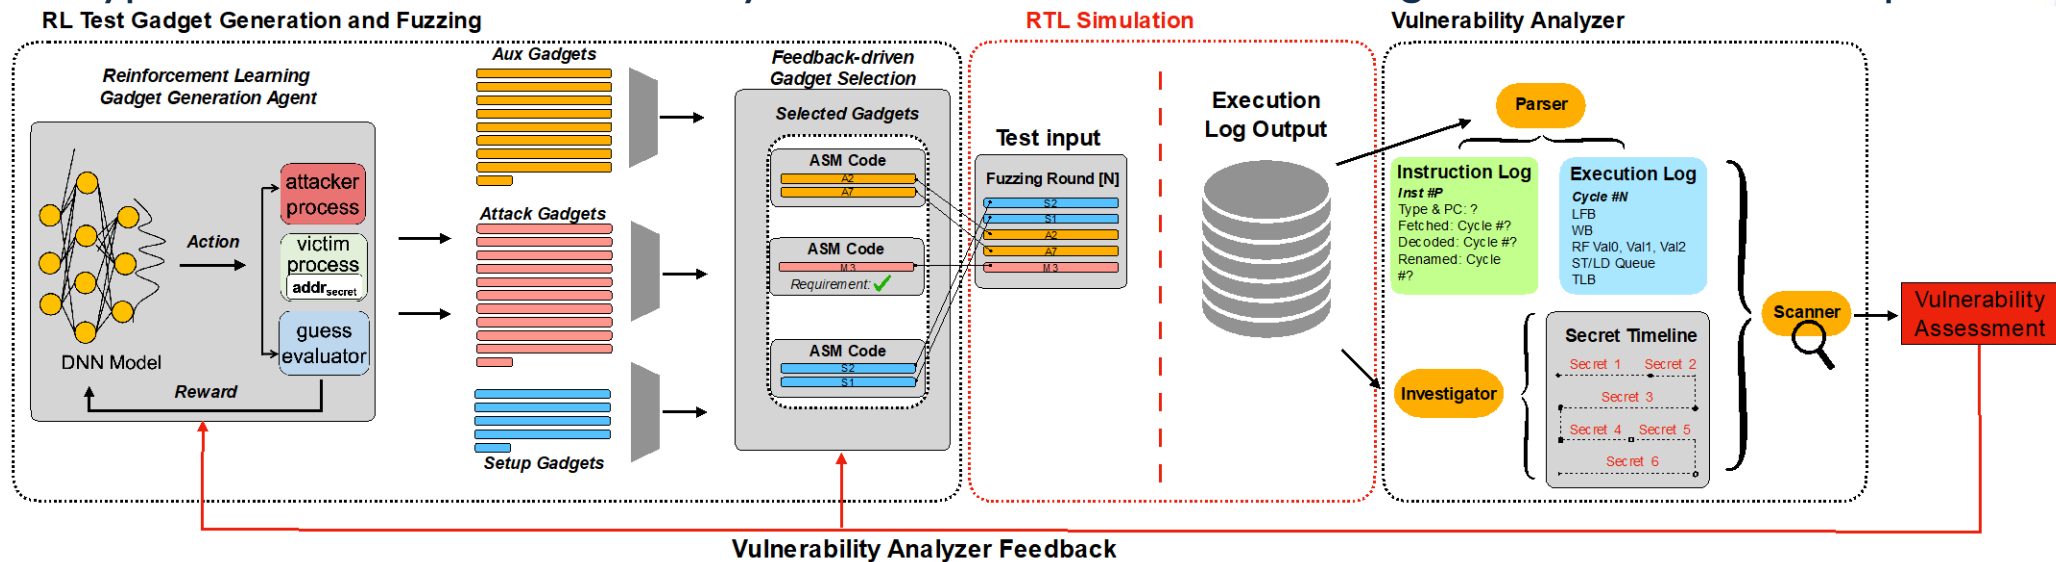 RL Test Gadget Generation and Fuzzing
RTL Simulation
Vulnerability Analyzer
Reinforcement Learning
Gadget Generation Agent
Action
attacker
process
victim
process
addrsecret
guess
evaluator
DNN Model
Reward
Aux Gadgets
Attack Gadgets
Setup Gadgets
Feedback-driven
Gadget Selection
Selected Gadgets
ASM Code
A2
A7
ASM Code
M3
Requirement:
ASM Code
S2
S1
Test input
Fuzzing Round [N]
S2
S1
A2
A7
M3
Execution
Log Output
Parser
Instruction Log
Inst #P
Type & PC: ?
Fetched: Cycle #?
Decoded: Cycle #?
Renamed: Cycle
#?
Execution Log
Cycle #N
LFB
WB
RF Val0, Val1, Val2
ST/LD Queue
TLB
Investigator
Secret Timeline
Secret 1
Secret 2
Secret 3
Secret 4
Secret 5
Secret 6
Scanner
Vulnerability
Assessment
Vulnerability Analyzer Feedback